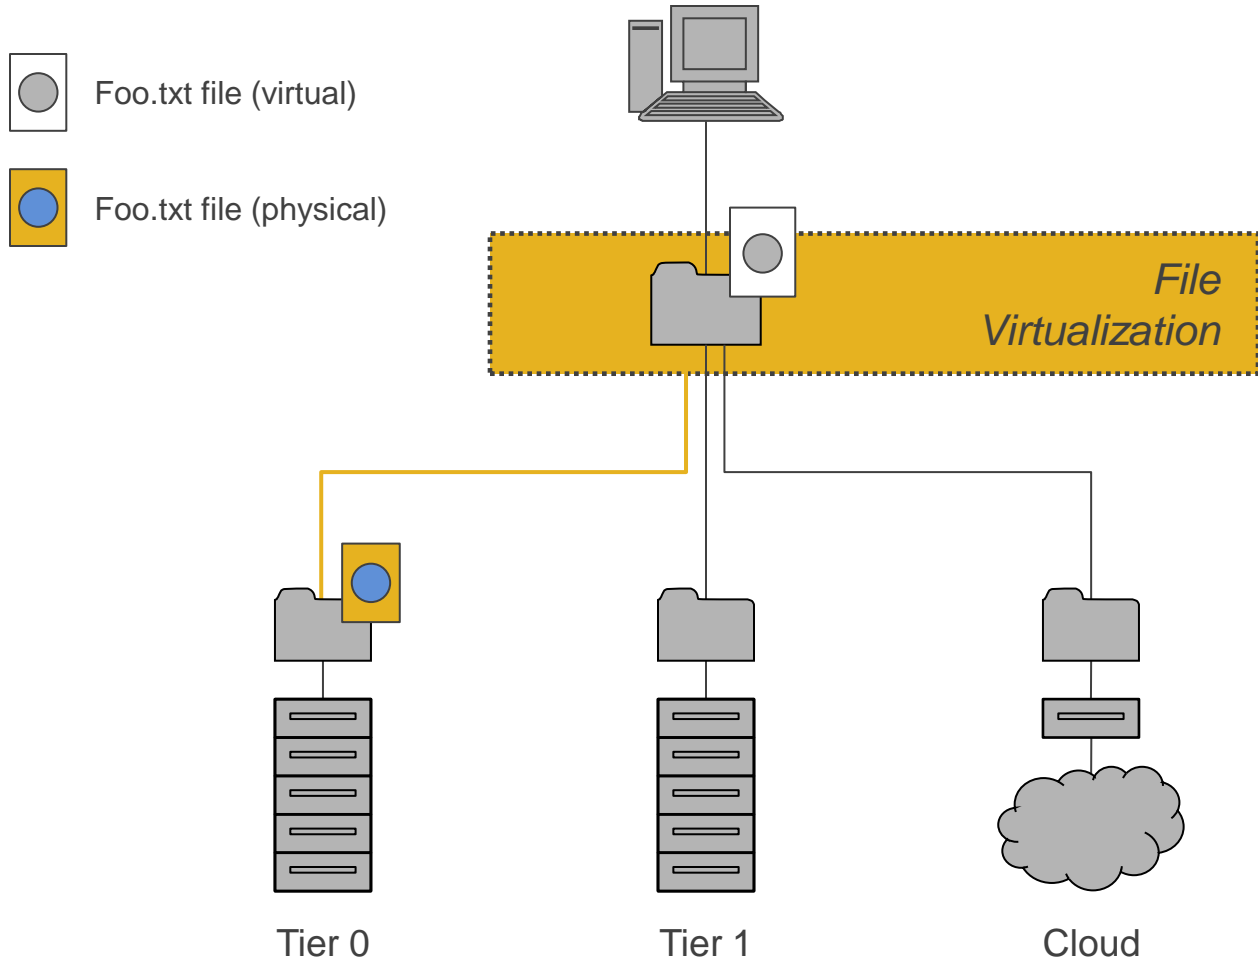 Foo.txt file (virtual)
Foo.txt file (physical)
File
Virtualization
Tier 0
Tier 1
Cloud